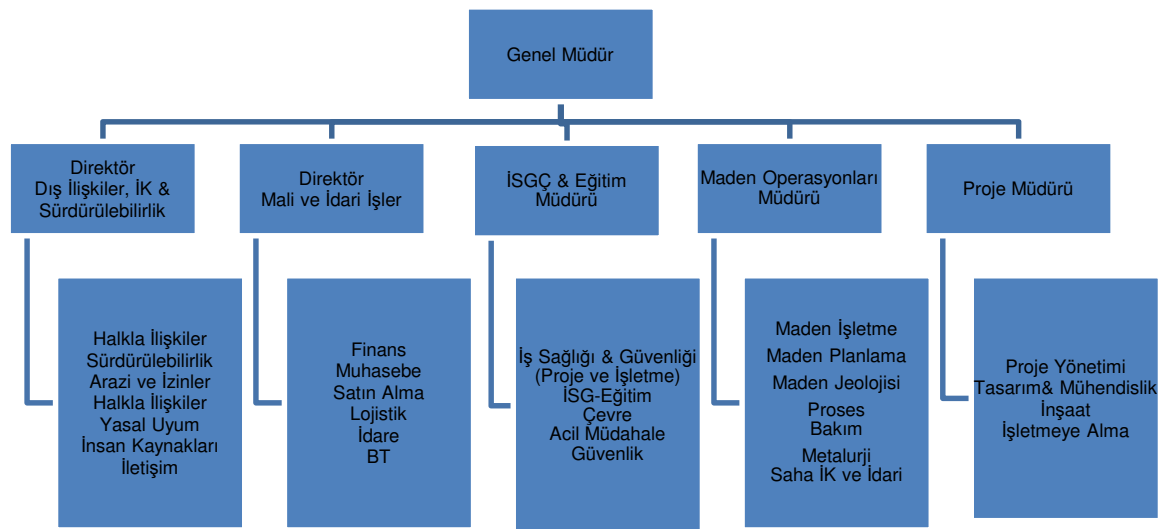 Genel Müdür
Direktör
Dış İlişkiler, İK &
Sürdürülebilirlik
Direktör
Mali ve İdari İşler
İSGÇ & Eğitim
Müdürü
Maden Operasyonları
Müdürü
Proje Müdürü
Halkla İlişkiler
Sürdürülebilirlik
Arazi ve İzinler
Halkla İlişkiler
Yasal Uyum
İnsan Kaynakları
İletişim
Finans
Muhasebe
Satın Alma
Lojistik
İdare
BT
İş Sağlığı & Güvenliği
(Proje ve İşletme)
İSG-Eğitim
Çevre
Acil Müdahale
Güvenlik
Maden İşletme
Maden Planlama
Maden Jeolojisi
Proses
Bakım
Metalurji
Saha İK ve İdari
Proje Yönetimi
Tasarım& Mühendislik
İnşaat
İşletmeye Alma